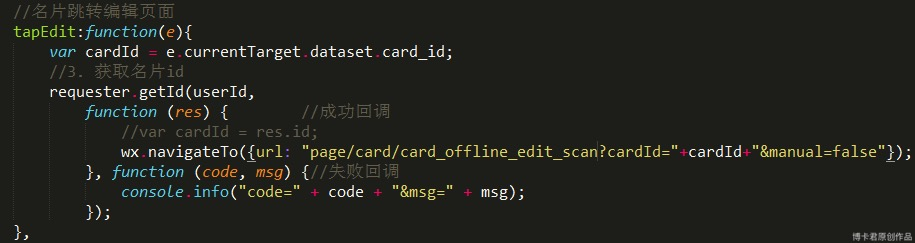 //名片跳转编辑页面
tapEdit:function(e){
    var cardId = e.currentTarget.dataset.card_id;
    //3. 获取名片id
    requester.getId(userId,
        function (res) {        //成功回调
            //var cardId = res.id;
            wx.navigateTo({url: "page/card/card_offline_edit_scan?cardId="+cardId+"&manual=false"});
        }, function (code, msg) {//失败回调
            console.info("code=" + code + "&msg=" + msg);
        });
},
博卡君原创作品